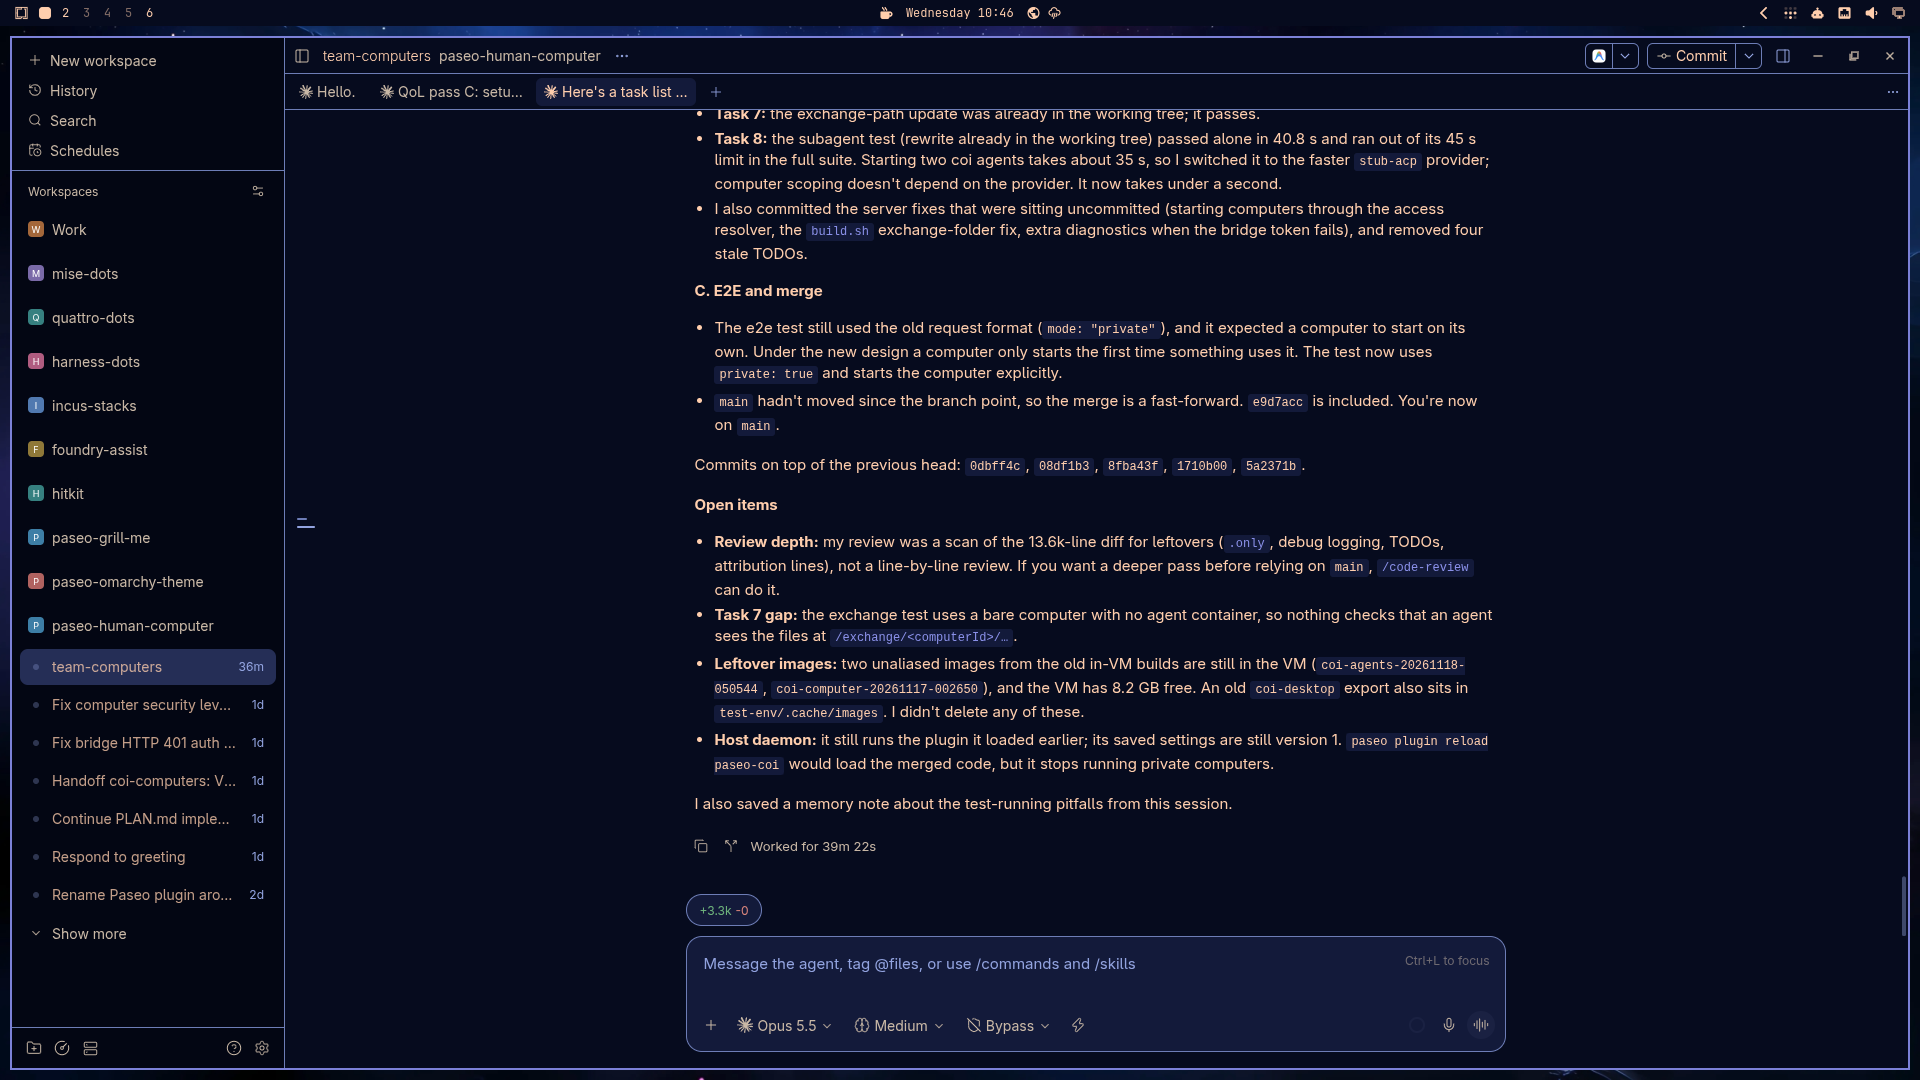 2 3 4 5 6
Wednesday 10:46
New workspace
History
Search
Schedules
Workspaces
W Work
M mise-dots
Q quattro-dots
H harness-dots
I incus-stacks
F foundry-assist
H hitkit
P paseo-grill-me
P paseo-omarchy-theme
P paseo-human-computer
team-computers 36m
Fix computer security lev... 1d
Fix bridge HTTP 401 auth ... 1d
Handoff coi-computers: V... 1d
Continue PLAN.md imple... 1d
Respond to greeting 1d
Rename Paseo plugin aro... 2d
Show more
team-computers paseo-human-computer ...
Commit
Hello.
QoL pass C: setu...
Here's a task list ...
• Task 7: the exchange-path update was already in the working tree; it passes.
• Task 8: the subagent test (rewrite already in the working tree) passed alone in 40.8 s and ran out of its 45 s
limit in the full suite. Starting two coi agents takes about 35 s, so I switched it to the faster stub-acp provider;
computer scoping doesn't depend on the provider. It now takes under a second.
• I also committed the server fixes that were sitting uncommitted (starting computers through the access
resolver, the build.sh exchange-folder fix, extra diagnostics when the bridge token fails), and removed four
stale TODOs.
C. E2E and merge
• The e2e test still used the old request format (mode: "private"), and it expected a computer to start on its
own. Under the new design a computer only starts the first time something uses it. The test now uses
private: true and starts the computer explicitly.
• main hadn't moved since the branch point, so the merge is a fast-forward. e9d7acc is included. You're now
on main.
Commits on top of the previous head: 0dbff4c, 08df1b3, 8fba43f, 1710b00, 5a2371b.
Open items
• Review depth: my review was a scan of the 13.6k-line diff for leftovers (.only, debug logging, TODOs,
attribution lines), not a line-by-line review. If you want a deeper pass before relying on main, /code-review
can do it.
• Task 7 gap: the exchange test uses a bare computer with no agent container, so nothing checks that an agent
sees the files at /exchange/<computerId>/….
• Leftover images: two unaliased images from the old in-VM builds are still in the VM (coi-agents-20261118-
050544, coi-computer-20261117-002650), and the VM has 8.2 GB free. An old coi-desktop export also sits in
test-env/.cache/images. I didn't delete any of these.
• Host daemon: it still runs the plugin it loaded earlier; its saved settings are still version 1. paseo plugin reload
paseo-coi would load the merged code, but it stops running private computers.
I also saved a memory note about the test-running pitfalls from this session.
Worked for 39m 22s
+3.3k -0
Message the agent, tag @files, or use /commands and /skills
Ctrl+L to focus
Opus 5.5 Medium Bypass